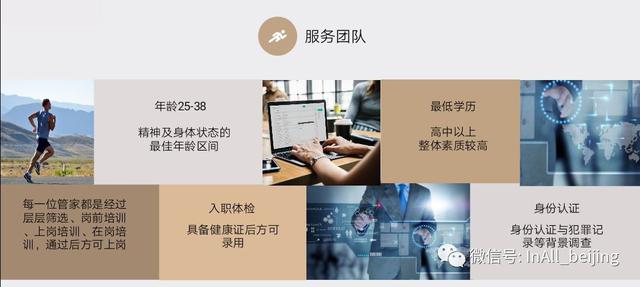 服务团队
年龄25-38
精神及身体状态的
最佳年龄区间
最低学历
高中以上
整体素质较高
每一位管家都是经过
层层筛选、岗前培训
、上岗培训、在岗培
训，通过后方可上岗
入职体检
具备健康证后方可
录用
身份认证
身份认证与犯罪记
录等背景调查
微信号: InAll_beijing